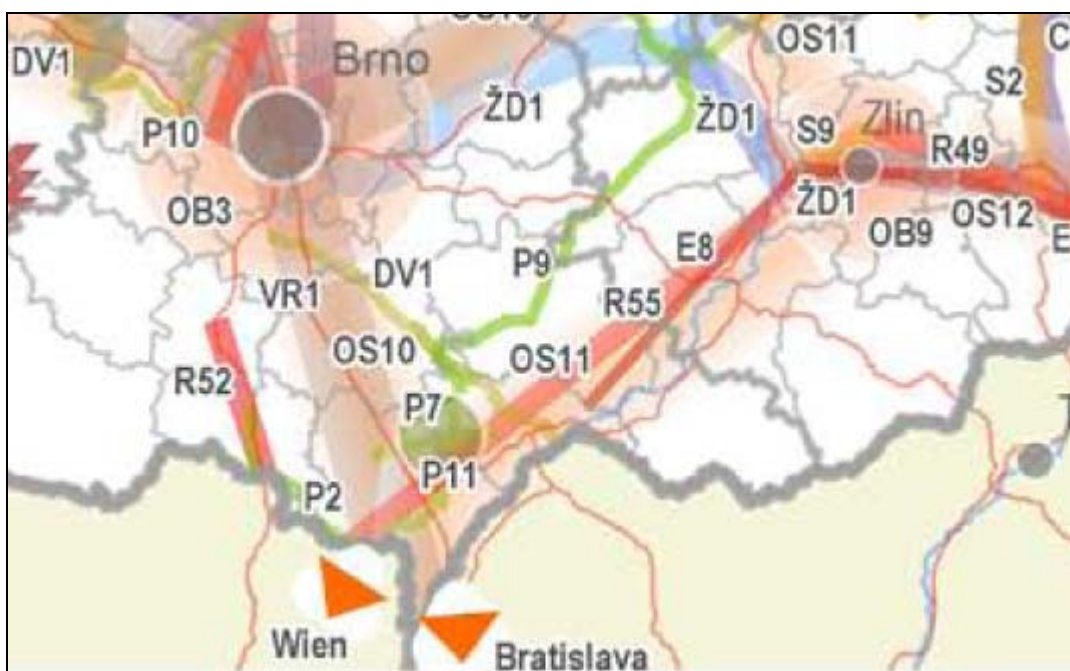 OS11
DV1
Brno
C
S2
ŽD1
ŽD1
S9
Zlín
P10
R49
OB3
ŽD1
OS12
OB9
E
E8
P9
DV1
VR1
R55
OS10
OS11
R52
P7
P11
P2
Wien
Bratislava